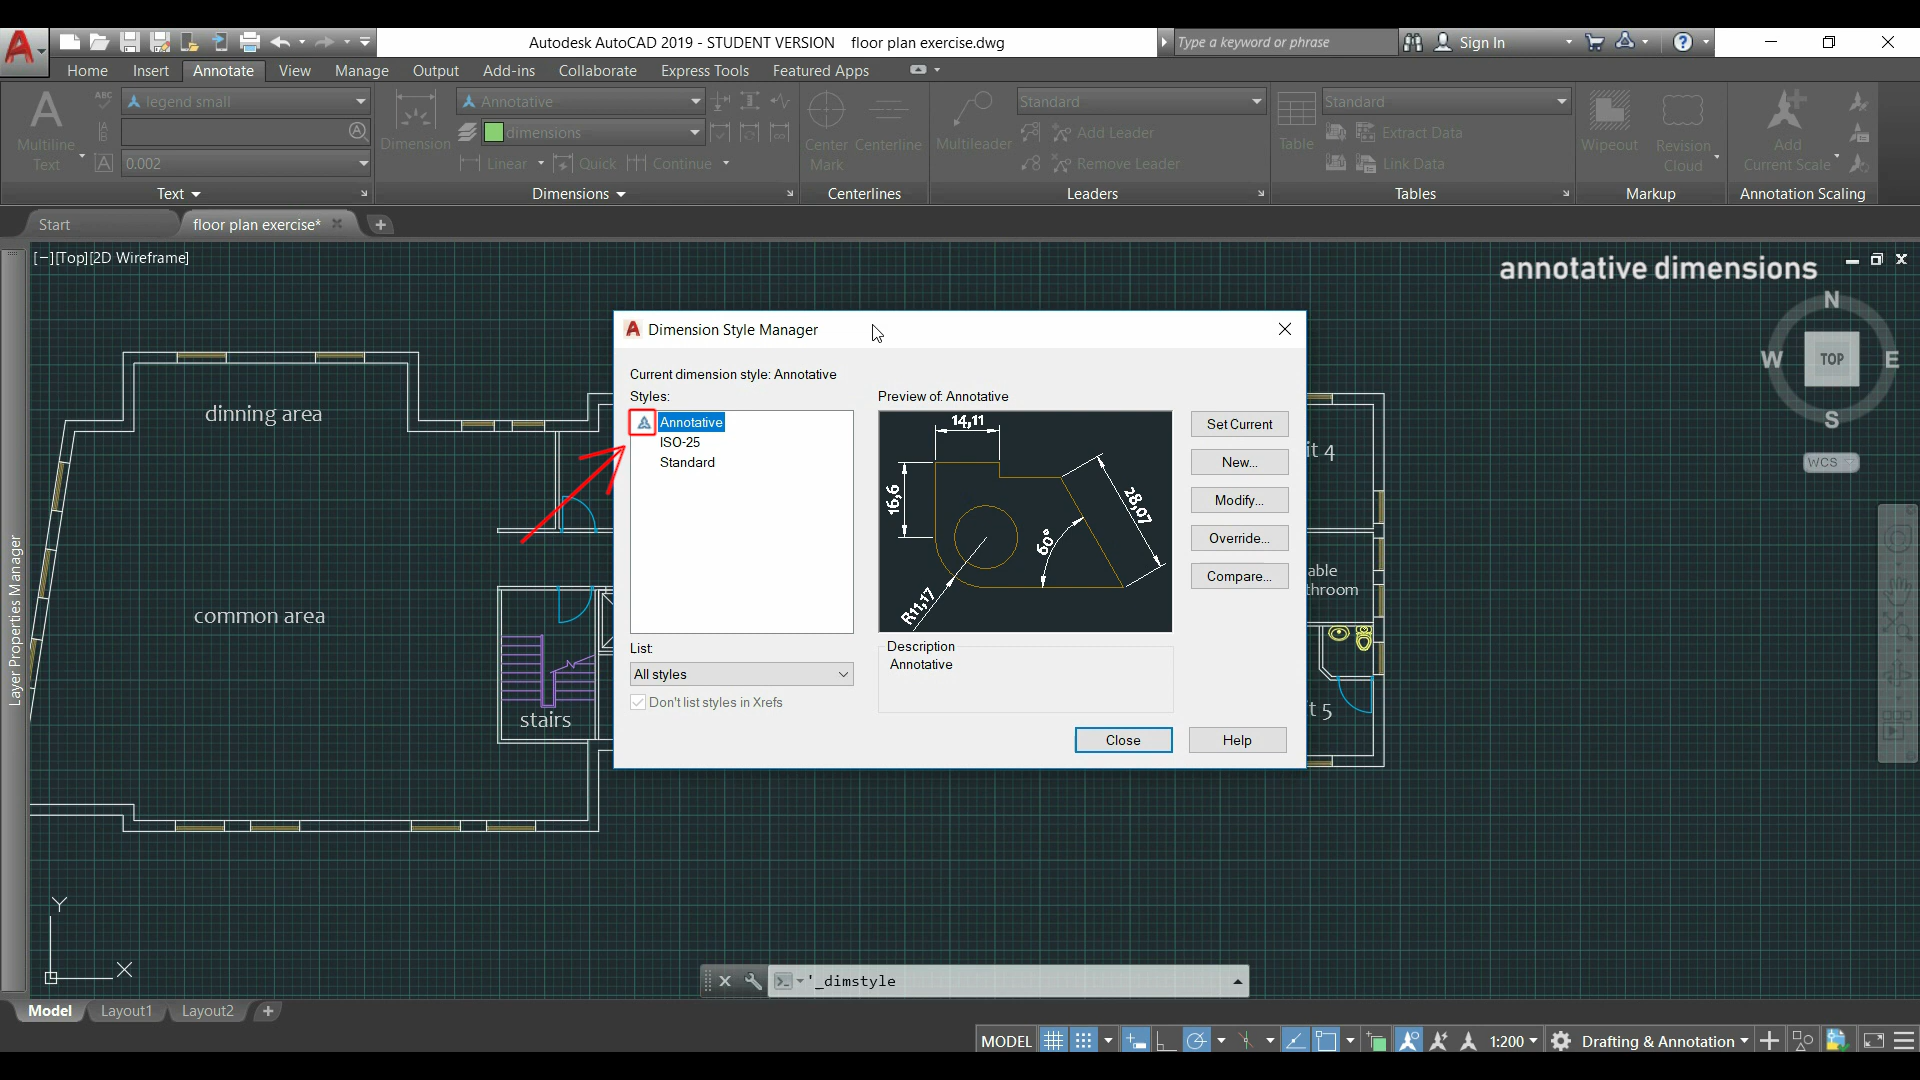 Autodesk AutoCAD 2019 - STUDENT VERSION floor plan exercise.dwg
Type a keyword or phrase
Sign In
Home Insert Annotate View Manage Output Add-ins Collaborate Express Tools Featured Apps
legend small
Annotative
Standard
Standard
dimensions
Multiline Text
Dimension
Center Mark
Centerline
Multileader
Add Leader
Table
Extract Data
Wipeout
Revision Cloud
Add Current Scale
0.002
Linear
Quick
Continue
Remove Leader
Link Data
Text
Dimensions
Centerlines
Leaders
Tables
Markup
Annotation Scaling
Start
floor plan exercise*
[−][Top][2D Wireframe]
annotative dimensions
N
W
TOP
E
S
WCS
Layer Properties Manager
dinning area
common area
stairs
it 4
able
throom
t 5
Dimension Style Manager
Current dimension style: Annotative
Styles:
Preview of: Annotative
Annotative
ISO-25
Standard
14,11
16,6
28,07
60°
R11,17
Set Current
New...
Modify...
Override...
Compare...
List:
All styles
Don't list styles in Xrefs
Description
Annotative
Close
Help
Y
X
'_dimstyle
Model
Layout1
Layout2
MODEL
1:200
Drafting & Annotation